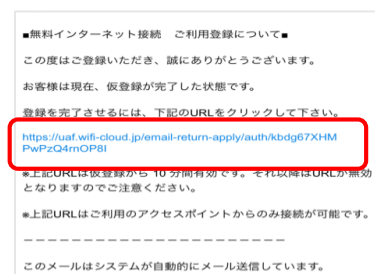 ■無料インターネット接続　ご利用登録について■
この度はご登録いただき、誠にありがとうございます。
お客様は現在、仮登録が完了した状態です。
登録を完了させるには、下記のURLをクリックして下さい。
https://uaf.wifi-cloud.jp/email-return-apply/auth/kbdg67XHM
PwPzQ4rnOP8I
※上記URLは仮登録から 10 分間有効です。それ以降はURLが無効
となりますのでご注意ください。
※上記URLはご利用のアクセスポイントからのみ接続が可能です。
－－－－－－－－－－－－－－－－－－－－－－－
このメールはシステムが自動的にメール送信しています。